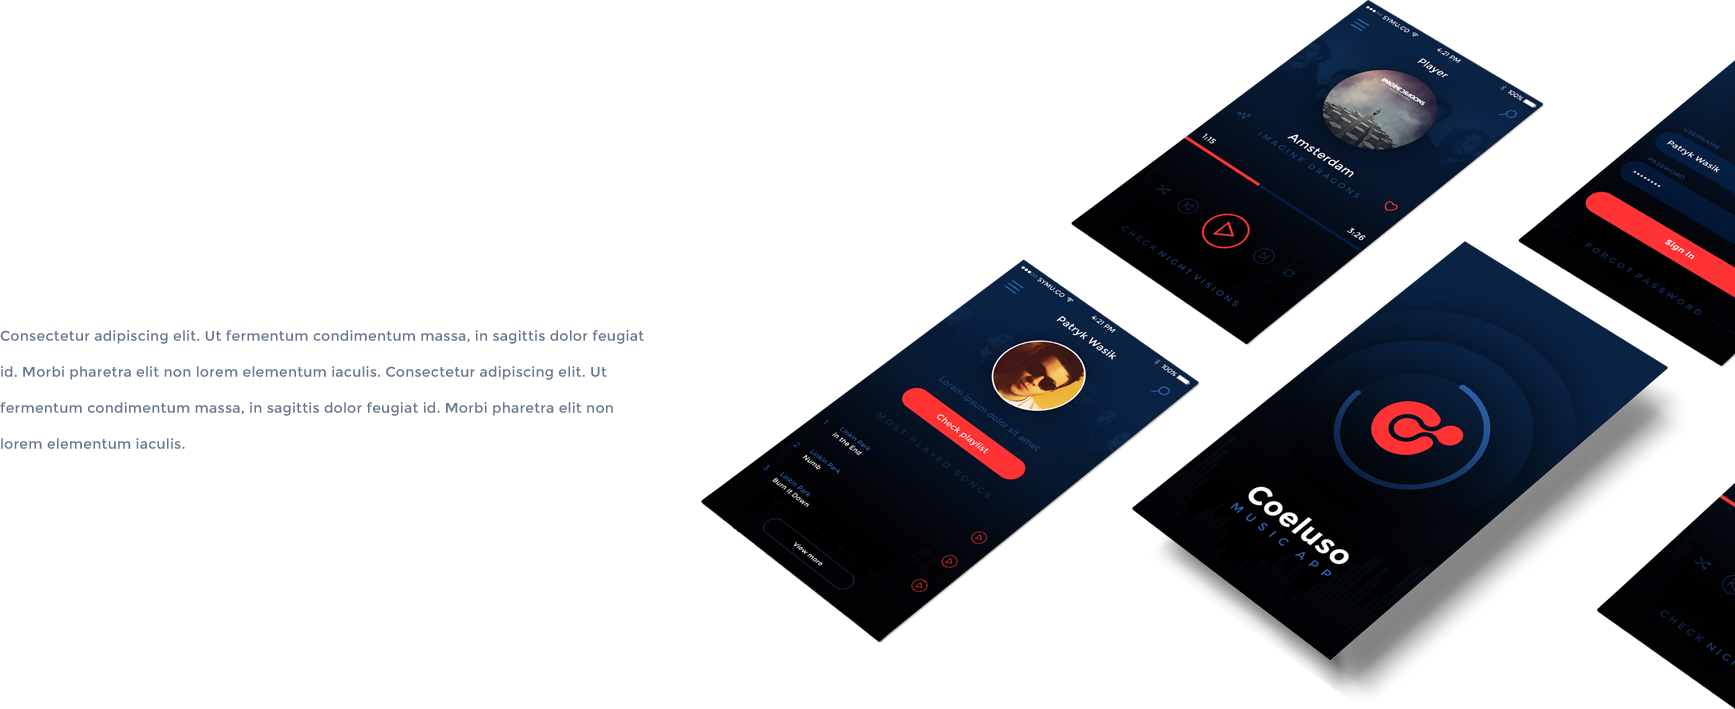 Consectetur adipiscing elit. Ut fermentum condimentum massa, in sagittis dolor feugiat
id. Morbi pharetra elit non lorem elementum iaculis. Consectetur adipiscing elit. Ut
fermentum condimentum massa, in sagittis dolor feugiat id. Morbi pharetra elit non
lorem elementum iaculis.
SYMU.CO
4:21 PM
100%
Player
IMAGINE DRAGONS
Amsterdam
IMAGINE DRAGONS
1:15
3:26
CHECK NIGHT VISIONS
USERNAME
Patryk Wasik
PASSWORD
••••••••
Sign In
FORGOT PASSWORD
SYMU.CO
4:21 PM
100%
Patryk Wasik
Lorem ipsum dolor sit amet
Check playlist
MOST PLAYED SONGS
1
Linkin Park
In the End
2
Linkin Park
Numb
3
Linkin Park
Burn It Down
View more
Coeluso
MUSIC APP
CHECK NIG